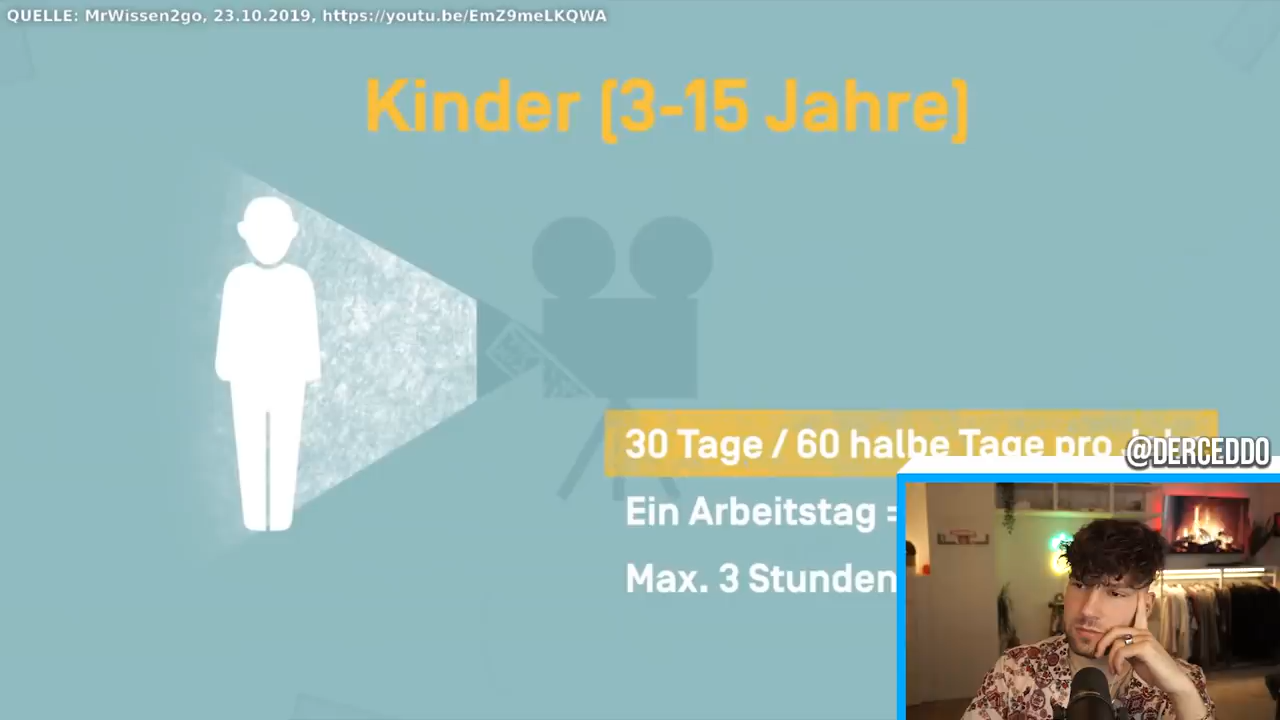 QUELLE: MrWissen2go, 23.10.2019, https://youtu.be/EmZ9meLKQWA
Kinder (3-15 Jahre)
30 Tage / 60 halbe Tage pro
@DERCEDDO
Ein Arbeitstag =
Max. 3 Stunden